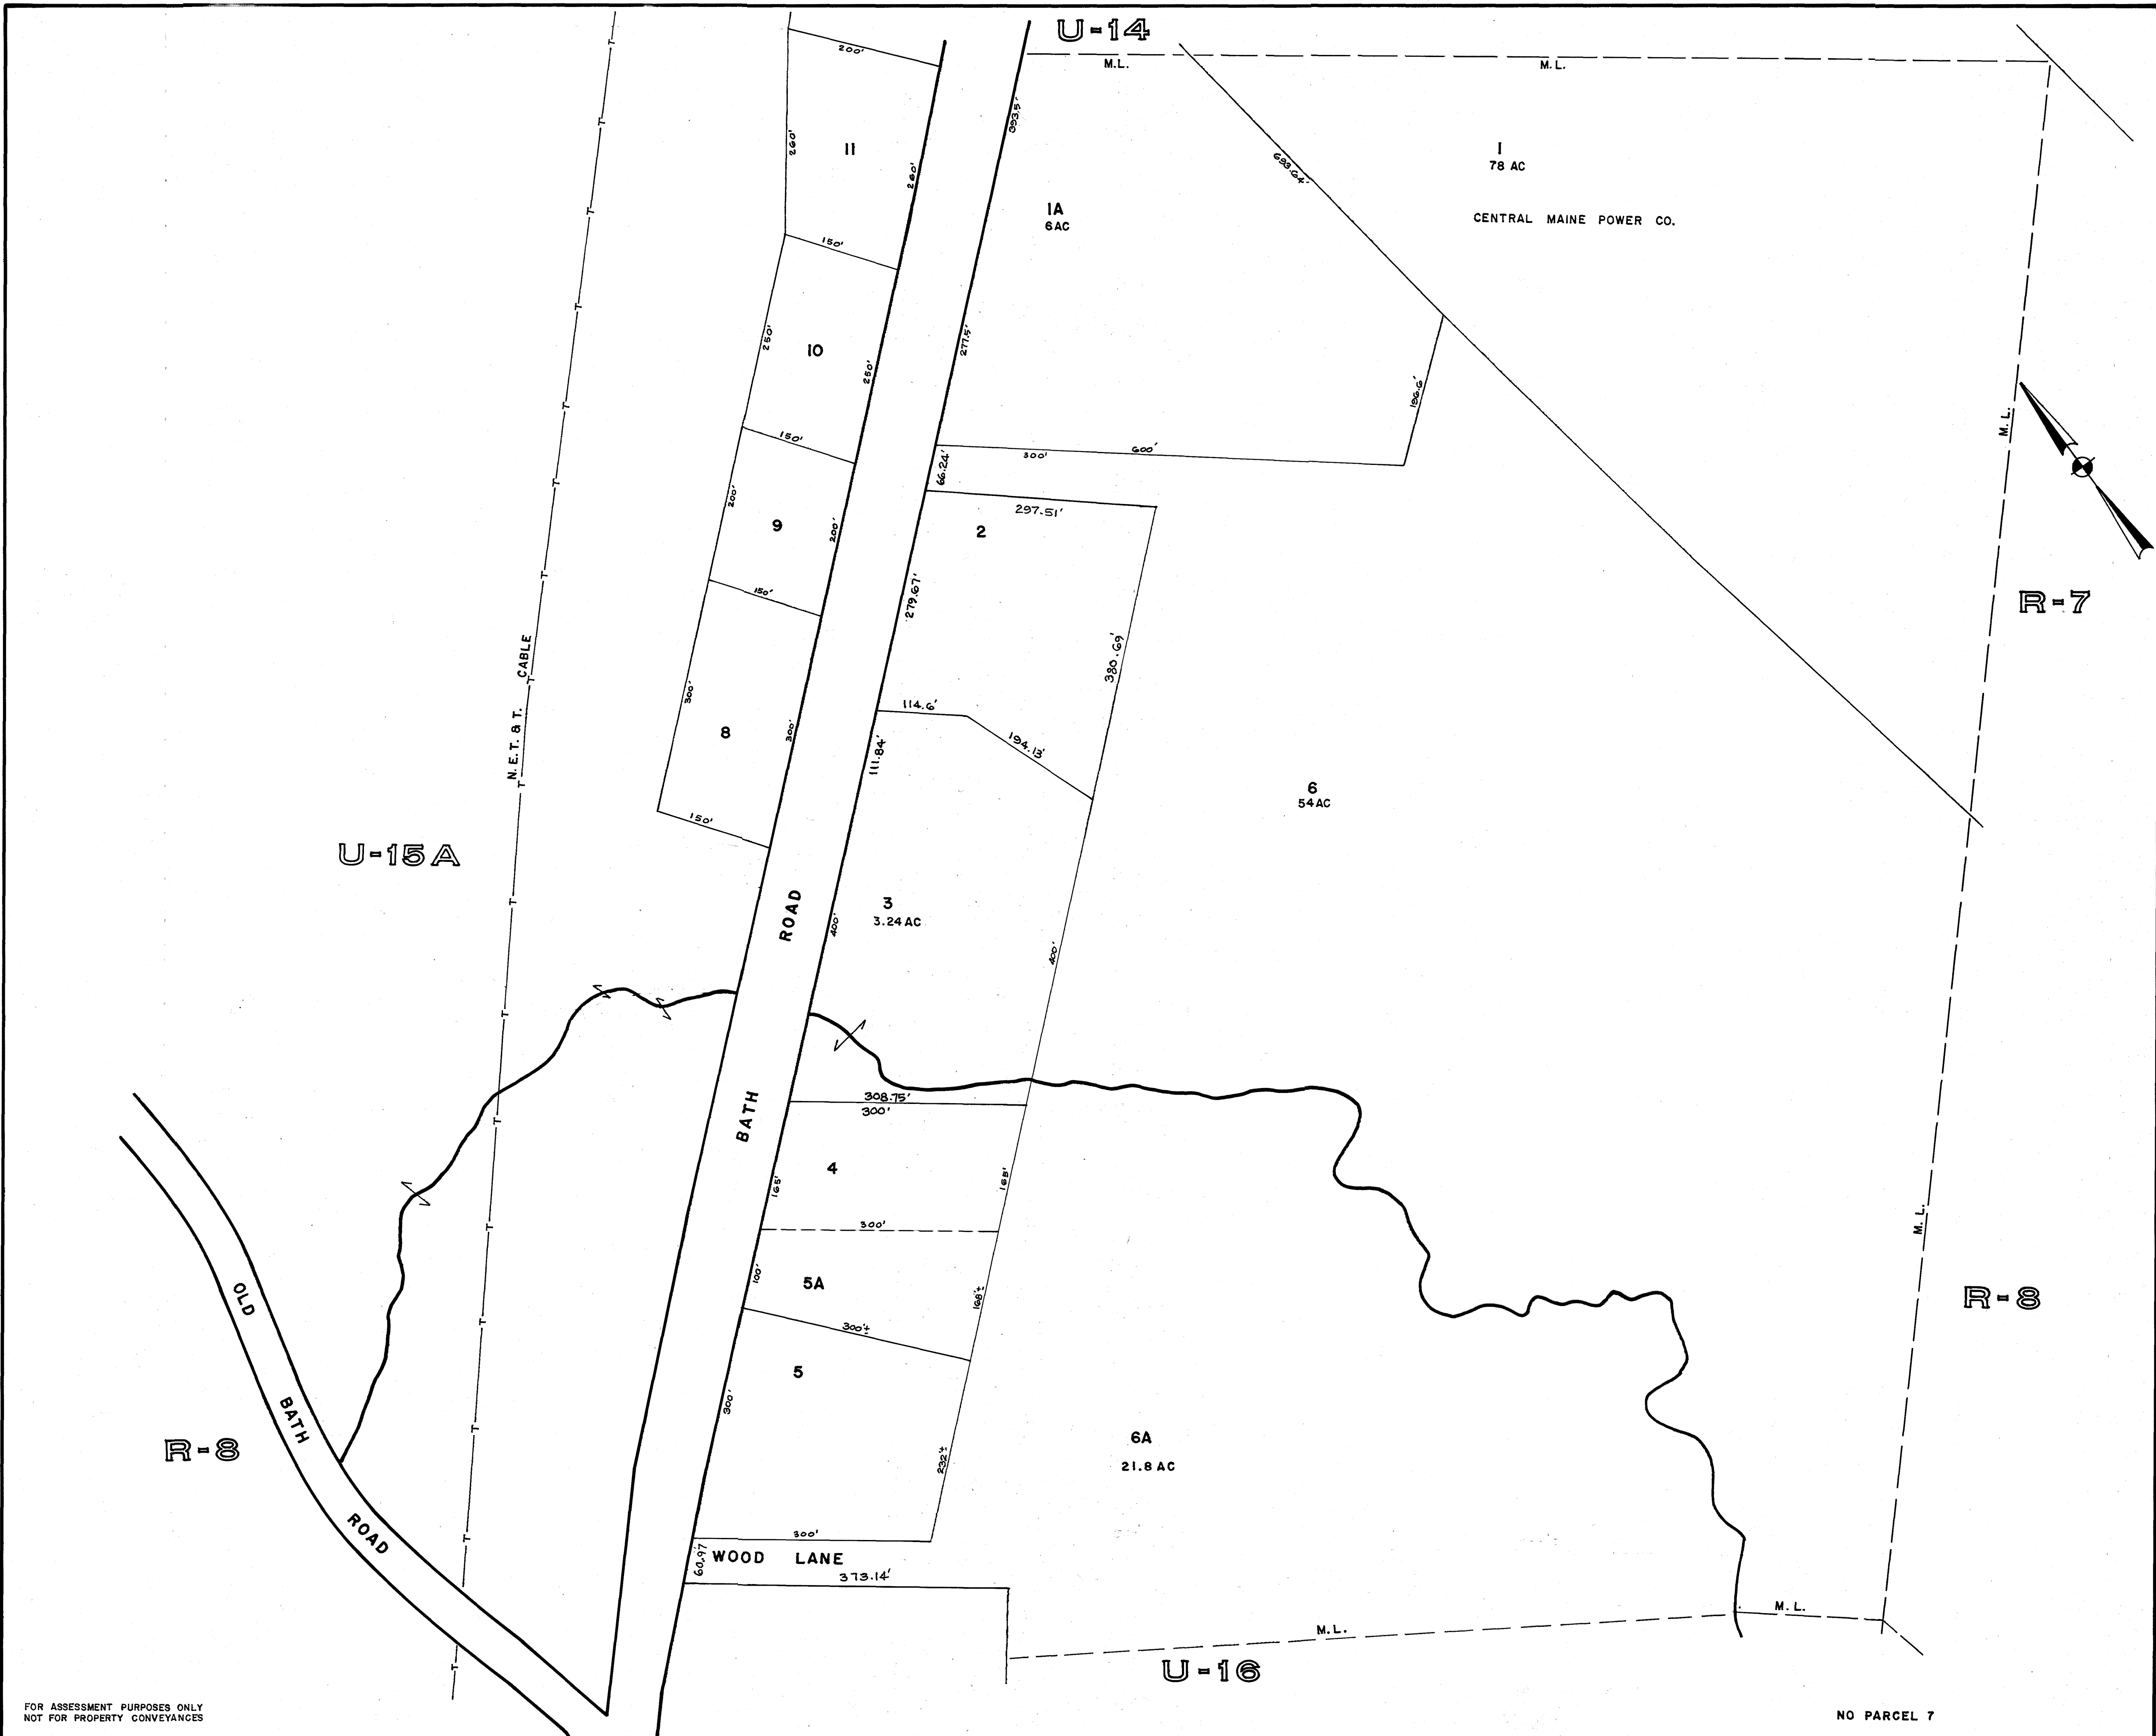 U-14
M.L.
M.L.
200'
393.5'
11
260'
260'
693.62'
1
78 AC
1A
6AC
CENTRAL MAINE POWER CO.
150'
10
250'
250'
277.5'
196.6'
M.L.
150'
600'
300'
66.24'
9
200'
200'
297.51'
2
279.67'
150'
R-7
380.69'
N.E.T. & T. CABLE
8
300'
300'
114.6'
194.13'
111.84'
6
54AC
150'
U-15A
3
3.24 AC
400'
400'
BATH ROAD
308.75'
300'
4
165'
165'
300'
M.L.
5A
100'
168'±
300'±
R-8
5
300'
232'±
OLD BATH ROAD
R-8
6A
21.8 AC
300'
WOOD LANE
60.97
373.14'
M.L.
M.L.
U-16
T T T T T T T T T T T T T T T T T T
FOR ASSESSMENT PURPOSES ONLY
NOT FOR PROPERTY CONVEYANCES
NO PARCEL 7